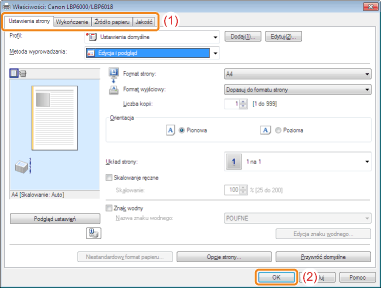 Właściwości: Canon LBP6000/LBP6018
Ustawienia strony Wykończenie Źródło papieru Jakość (1)
Profil: Ustawienia domyślne Dodaj(1)... Edytuj(2)...
Metoda wyprowadzania: Edycja i podgląd
Format strony: A4
Format wyjściowy: Dopasuj do formatu strony
Liczba kopii: 1 [1 do 999]
Orientacja
A Pionowa A Pozioma
Układ strony: 1 1 na 1
Skalowanie ręczne
A4 [Skalowanie: Auto] Skalowanie: 100 % [25 do 200]
Podgląd ustawień Znak wodny
Nazwa znaku wodnego: POUFNE
Edycja znaku wodnego...
Niestandardowy format papieru... Opcje strony... Przywróć domyślne
OK (2) Pomoc